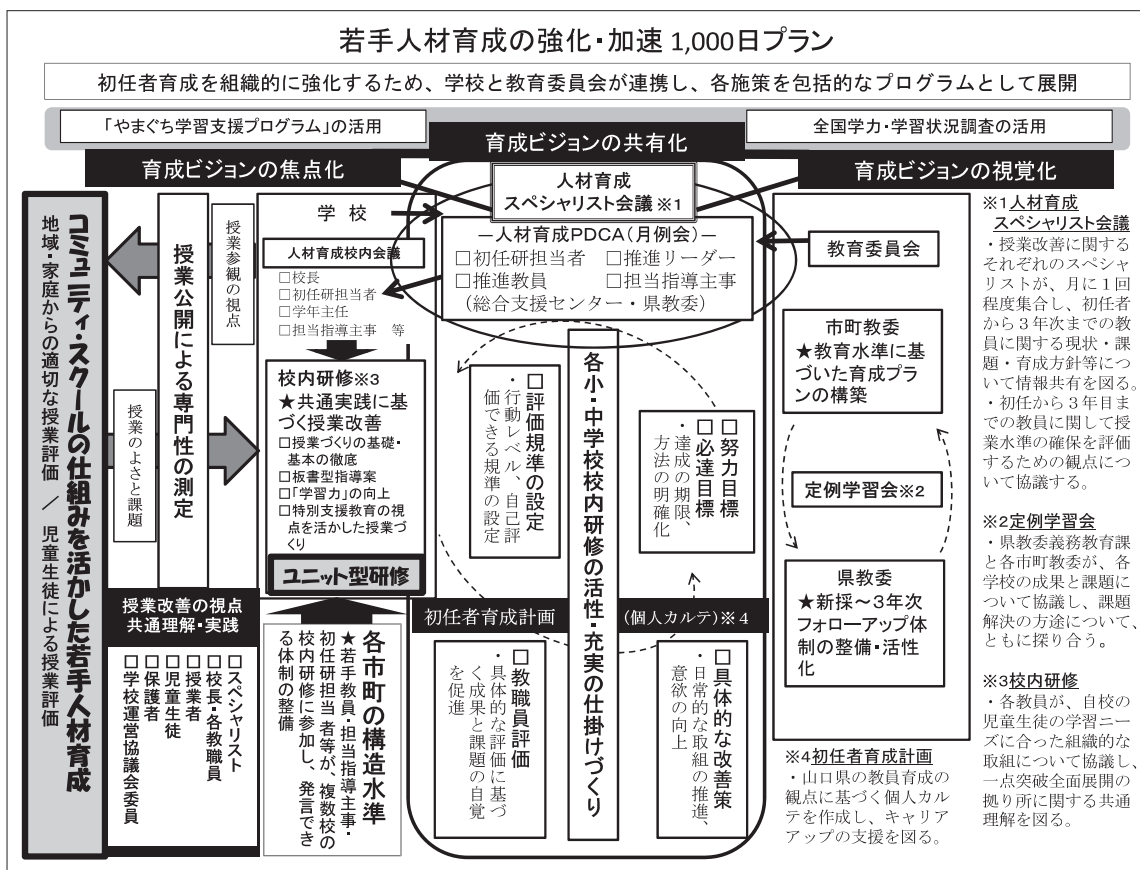 若手人材育成の強化・加速 1,000日プラン
初任者育成を組織的に強化するため、学校と教育委員会が連携し、各施策を包括的なプログラムとして展開
「やまぐち学習支援プログラム」の活用
全国学力・学習状況調査の活用
育成ビジョンの焦点化
育成ビジョンの共有化
育成ビジョンの視覚化
コミュニティ・スクールの仕組みを活かした若手人材育成
地域・家庭からの適切な授業評価 / 児童生徒による授業評価
授業公開による専門性の測定
授業参観の視点
授業のよさと課題
授業改善の視点
共通理解・実践
□スペシャリスト
□校長・各教職員
□授業者
□児童生徒
□保護者
□学校運営協議会委員
学校
人材育成校内会議
□校長
□初任研担当者
□学年主任
□担当指導主事 等
校内研修※3
★共通実践に基
づく授業改善
□授業づくりの基礎・
基本の徹底
□板書型指導案
□「学習力」の向上
□特別支援教育の視
点を活かした授業づ
くり
ユニット型研修
各市町の構造水準
★若手教員・担当指導主事・
初任研担当者等が、複数校の
校内研修に参加し、発言でき
る体制の整備
人材育成
スペシャリスト会議 ※1
―人材育成PDCA(月例会)―
□初任研担当者 □推進リーダー
□推進教員 □担当指導主事
(総合支援センター・県教委)
各小・中学校校内研修の活性・充実の仕掛けづくり
□評価規準の設定
・行動レベル、自己評
価できる規準の設定
□努力目標
□必達目標
・達成の期限、
方法の明確化
初任者育成計画
(個人カルテ)※4
□教職員評価
・具体的な評価に基づ
く成果と課題の自覚
を促進
□具体的な改善策
・日常的な取組の推進、
意欲の向上
教育委員会
市町教委
★教育水準に基
づいた育成プラ
ンの構築
定例学習会※2
県教委
★新採～3年次
フォローアップ体
制の整備・活性
化
※4初任者育成計画
・山口県の教員育成の
観点に基づく個人カル
テを作成し、キャリア
アップの支援を図る。
※1人材育成
スペシャリスト会議
・授業改善に関する
それぞれのスペシャ
リストが、月に1回
程度集合し、初任者
から3年次までの教
員に関する現状・課
題・育成方針等につ
いて情報共有を図る。
・初任から3年目ま
での教員に関して授
業水準の確保を評価
するための観点につ
いて協議する。
※2定例学習会
・県教委義務教育課
と各市町教委が、各
学校の成果と課題に
ついて協議し、課題
解決の方途について、
ともに探り合う。
※3校内研修
・各教員が、自校の
児童生徒の学習ニー
ズに合った組織的な
取組について協議し、
一点突破全面展開の
拠り所に関する共通
理解を図る。